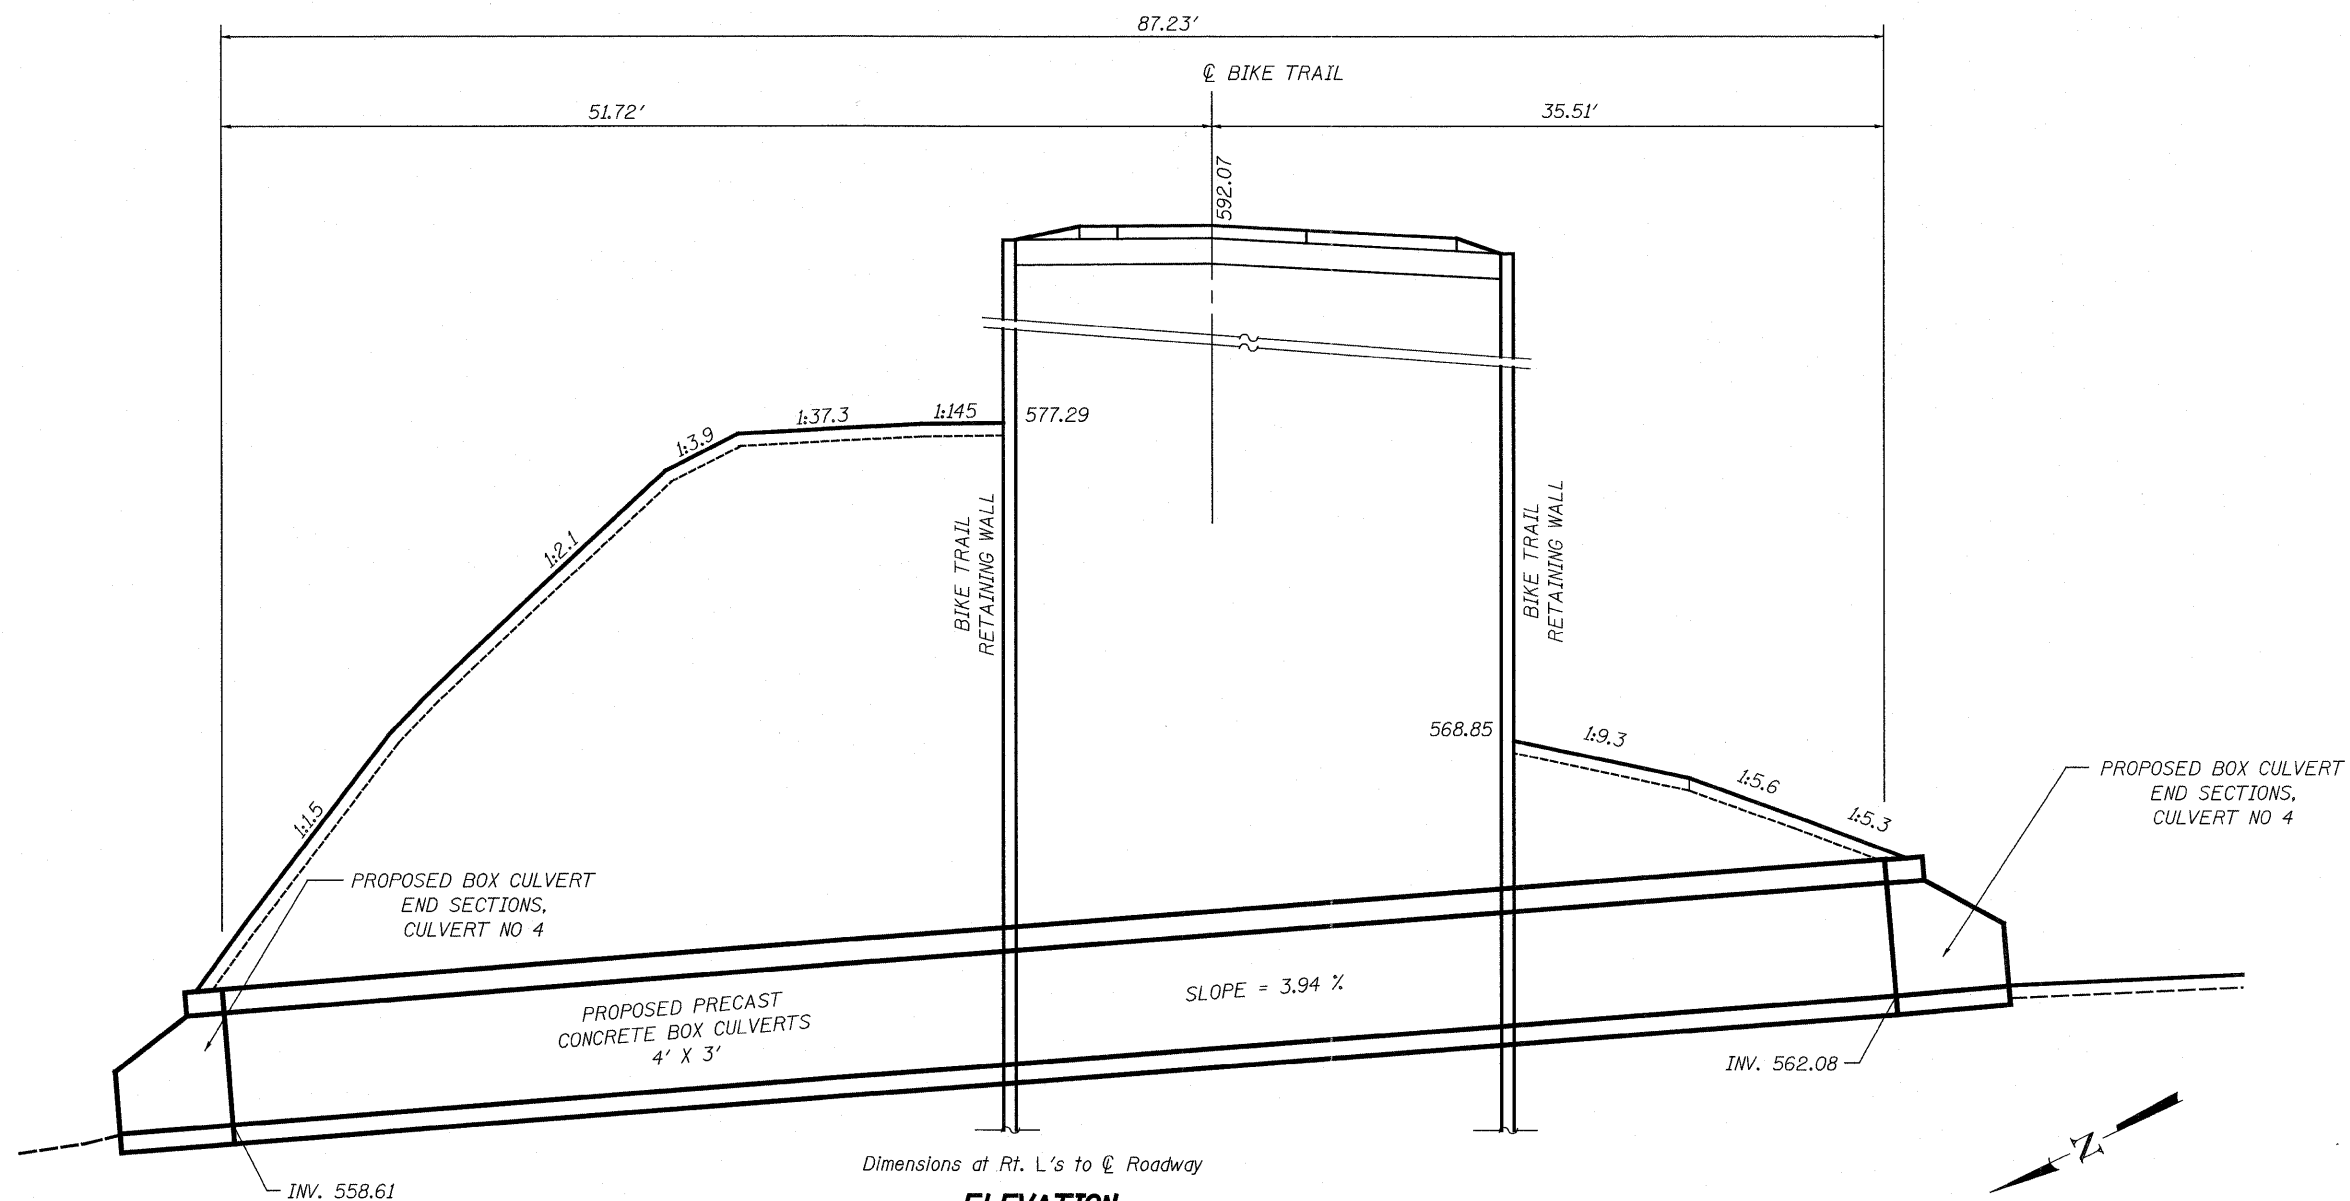 87.23'
℄ BIKE TRAIL
51.72'
35.51'
592.07
1:3.9
1:37.3
1:145
577.29
1:2.1
BIKE TRAIL
RETAINING WALL
BIKE TRAIL
RETAINING WALL
568.85
1:9.3
1:5.6
1:5.3
PROPOSED BOX CULVERT
END SECTIONS,
CULVERT NO 4
1:1.5
PROPOSED BOX CULVERT
END SECTIONS,
CULVERT NO 4
SLOPE = 3.94 %
PROPOSED PRECAST
CONCRETE BOX CULVERTS
4' X 3'
INV. 562.08
INV. 558.61
Dimensions at Rt. L's to ℄ Roadway
ELEVATION
N